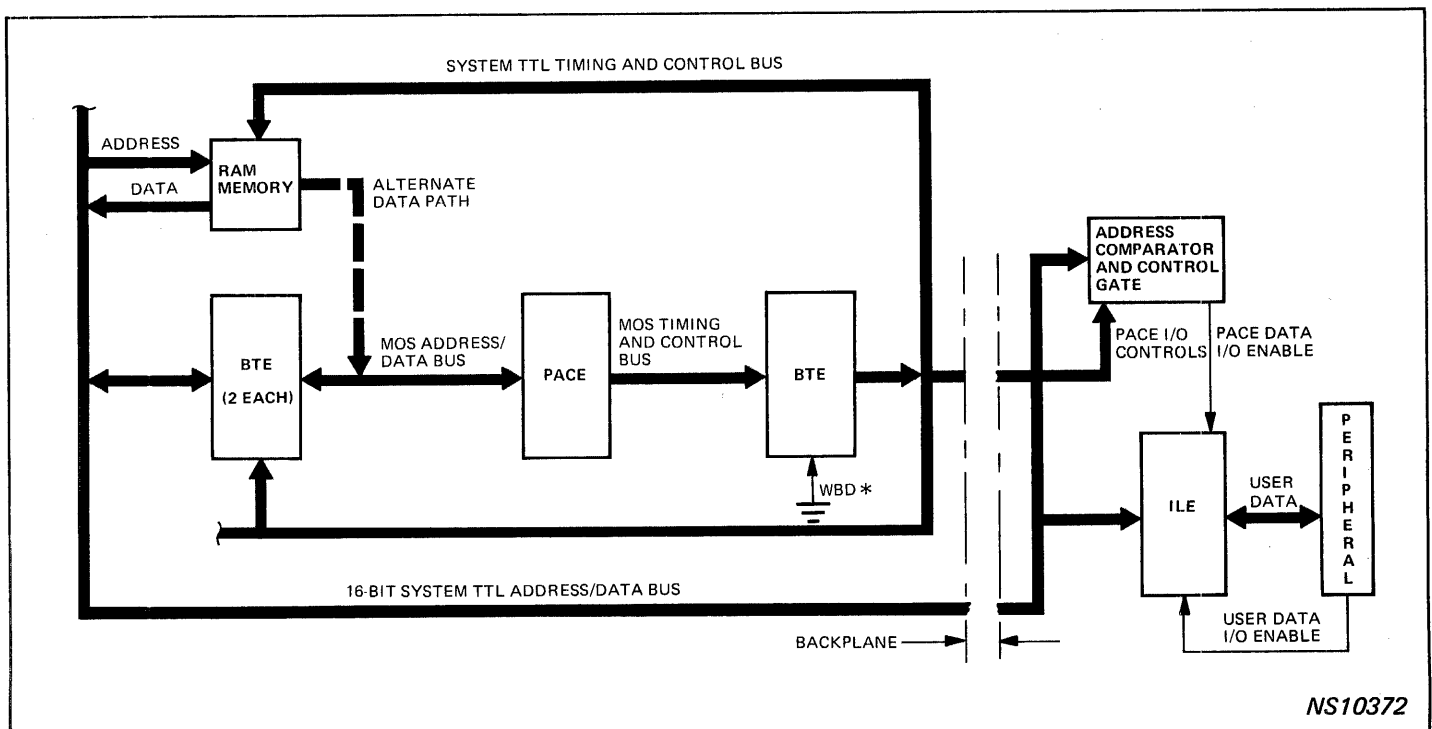 SYSTEM TTL TIMING AND CONTROL BUS
ADDRESS
DATA
RAM
MEMORY
ALTERNATE
DATA PATH
ADDRESS
COMPARATOR
AND CONTROL
GATE
BTE
(2 EACH)
MOS ADDRESS/
DATA BUS
PACE
MOS TIMING
AND CONTROL
BUS
BTE
WBD *
PACE I/O
CONTROLS
PACE DATA
I/O ENABLE
ILE
USER
DATA
PERIPHERAL
16-BIT SYSTEM TTL ADDRESS/DATA BUS
BACKPLANE
USER DATA
I/O ENABLE
NS10372